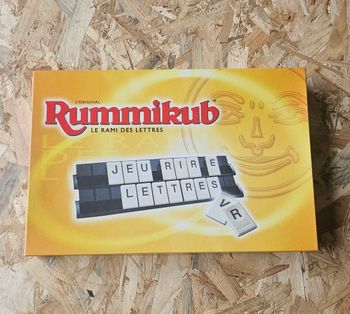 L'ORIGINAL
Rummikub
LE RAMI DES LETTRES
JEU RIRE
LETTRES
R